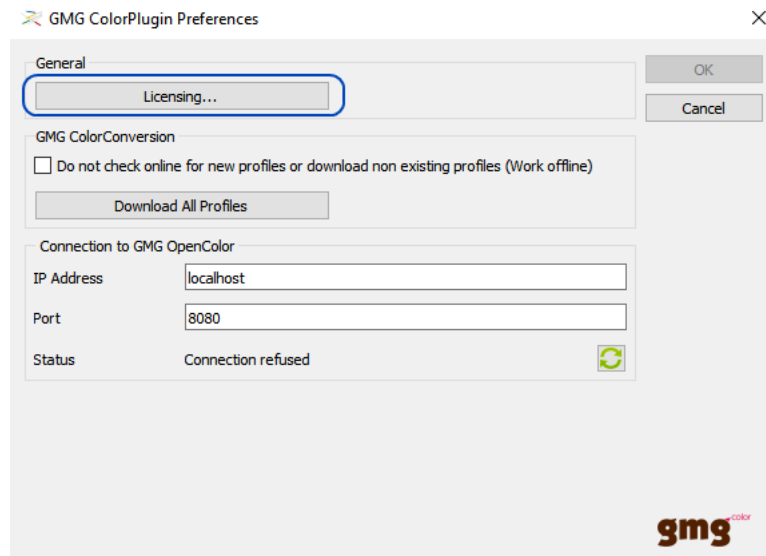 GMG ColorPlugin Preferences
General
Licensing...
OK
Cancel
GMG ColorConversion
Do not check online for new profiles or download non existing profiles (Work offline)
Download All Profiles
Connection to GMG OpenColor
IP Address localhost
Port 8080
Status Connection refused
gmg color